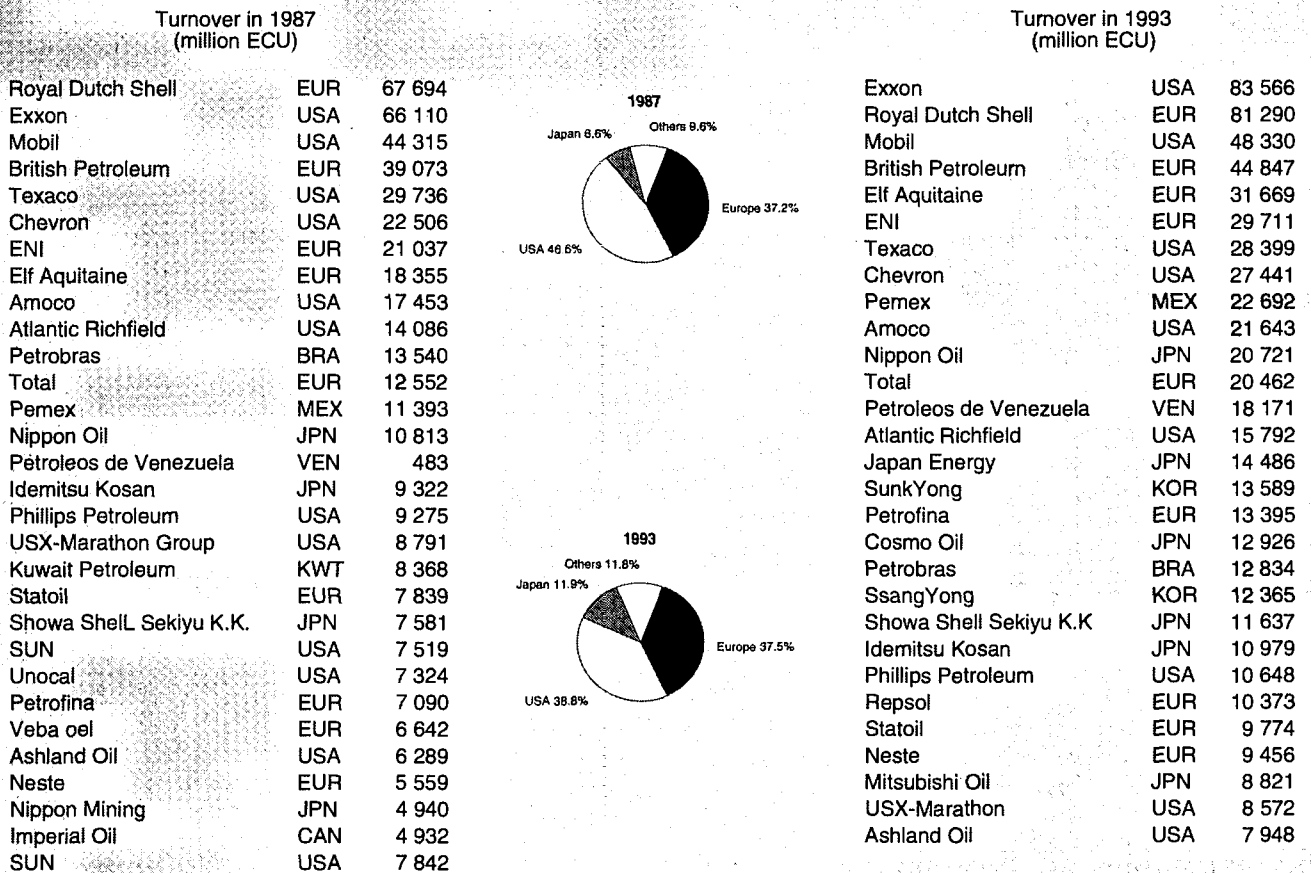 Turnover in 1987
(million ECU)
Royal Dutch Shell EUR 67 694
Exxon USA 66 110
Mobil USA 44 315
British Petroleum EUR 39 073
Texaco USA 29 736
Chevron USA 22 506
ENI EUR 21 037
Elf Aquitaine EUR 18 355
Amoco USA 17 453
Atlantic Richfield USA 14 086
Petrobras BRA 13 540
Total EUR 12 552
Pemex MEX 11 393
Nippon Oil JPN 10 813
Petroleos de Venezuela VEN 483
Idemitsu Kosan JPN 9 322
Phillips Petroleum USA 9 275
USX-Marathon Group USA 8 791
Kuwait Petroleum KWT 8 368
Statoil EUR 7 839
Showa ShelL Sekiyu K.K. JPN 7 581
SUN USA 7 519
Unocal USA 7 324
Petrofina EUR 7 090
Veba oel EUR 6 642
Ashland Oil USA 6 289
Neste EUR 5 559
Nippon Mining JPN 4 940
Imperial Oil CAN 4 932
SUN USA 7 842
1987
Japan 6.6%
Others 9.6%
Europe 37.2%
USA 46.6%
1993
Others 11.8%
Japan 11.9%
Europe 37.5%
USA 38.8%
Turnover in 1993
(million ECU)
Exxon USA 83 566
Royal Dutch Shell EUR 81 290
Mobil USA 48 330
British Petroleum EUR 44 847
Elf Aquitaine EUR 31 669
ENI EUR 29 711
Texaco USA 28 399
Chevron USA 27 441
Pemex MEX 22 692
Amoco USA 21 643
Nippon Oil JPN 20 721
Total EUR 20 462
Petroleos de Venezuela VEN 18 171
Atlantic Richfield USA 15 792
Japan Energy JPN 14 486
SunkYong KOR 13 589
Petrofina EUR 13 395
Cosmo Oil JPN 12 926
Petrobras BRA 12 834
SsangYong KOR 12 365
Showa Shell Sekiyu K.K JPN 11 637
Idemitsu Kosan JPN 10 979
Phillips Petroleum USA 10 648
Repsol EUR 10 373
Statoil EUR 9 774
Neste EUR 9 456
Mitsubishi Oil JPN 8 821
USX-Marathon USA 8 572
Ashland Oil USA 7 948